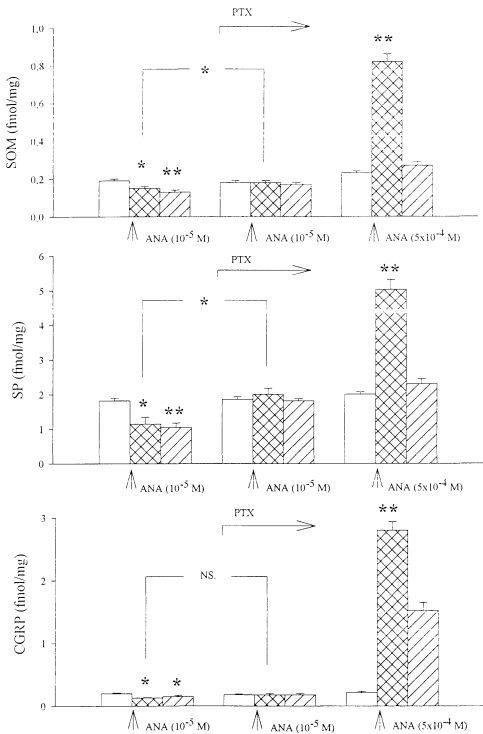 PTX
SOM (fmol/mg)
1,0
0,8
0,6
0,4
0,2
0,0
*
* ** **
ANA (10⁻⁵ M) ANA (10⁻⁵ M) ANA (5x10⁻⁴ M)
PTX
SP (fmol/mg)
6
5
4
3
2
1
0
*
* ** **
ANA (10⁻⁵ M) ANA (10⁻⁵ M) ANA (5x10⁻⁴ M)
PTX
CGRP (fmol/mg)
3
2
1
0
NS.
* * **
ANA (10⁻⁵ M) ANA (10⁻⁵ M) ANA (5x10⁻⁴ M)